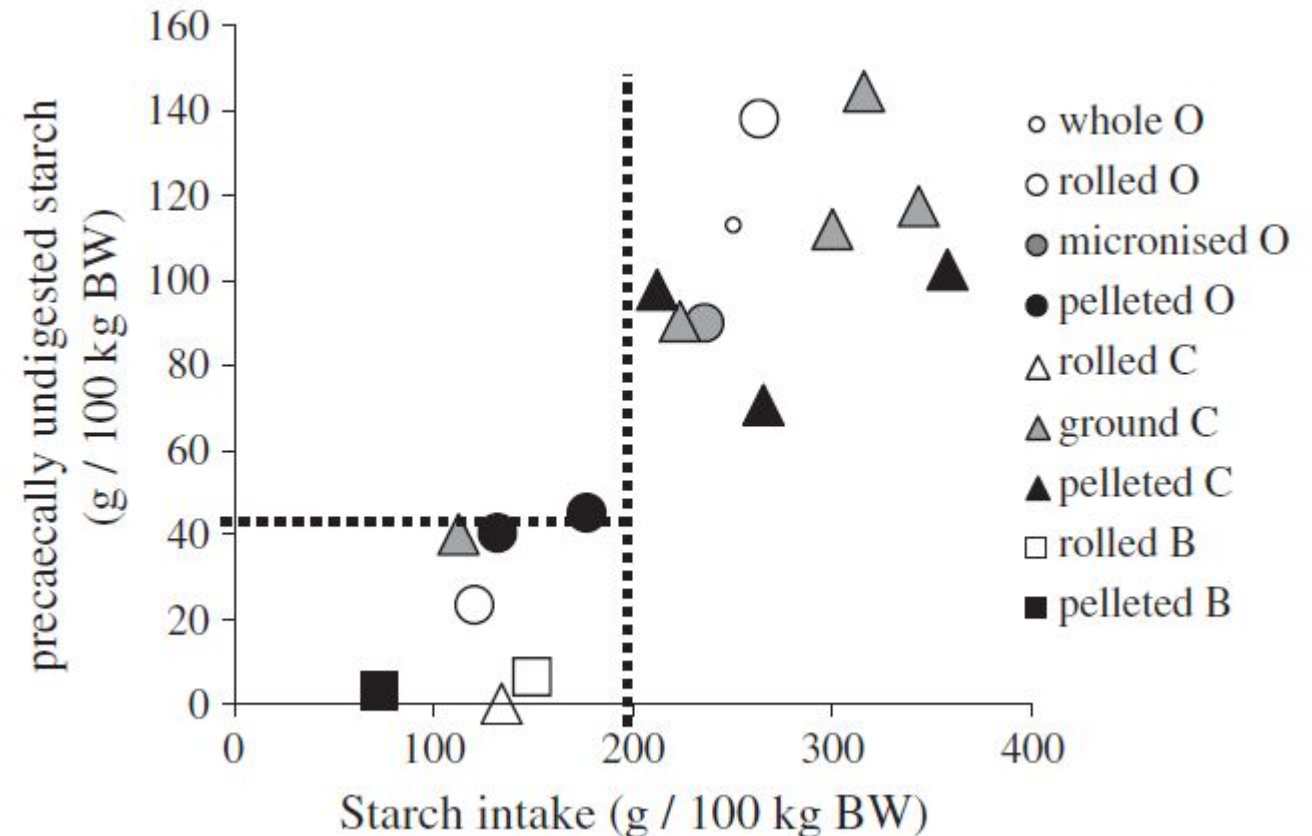 precaecally undigested starch
(g / 100 kg BW)
160
140
120
100
80
60
40
20
0
0 100 200 300 400
Starch intake (g / 100 kg BW)
whole O
rolled O
micronised O
pelleted O
rolled C
ground C
pelleted C
rolled B
pelleted B